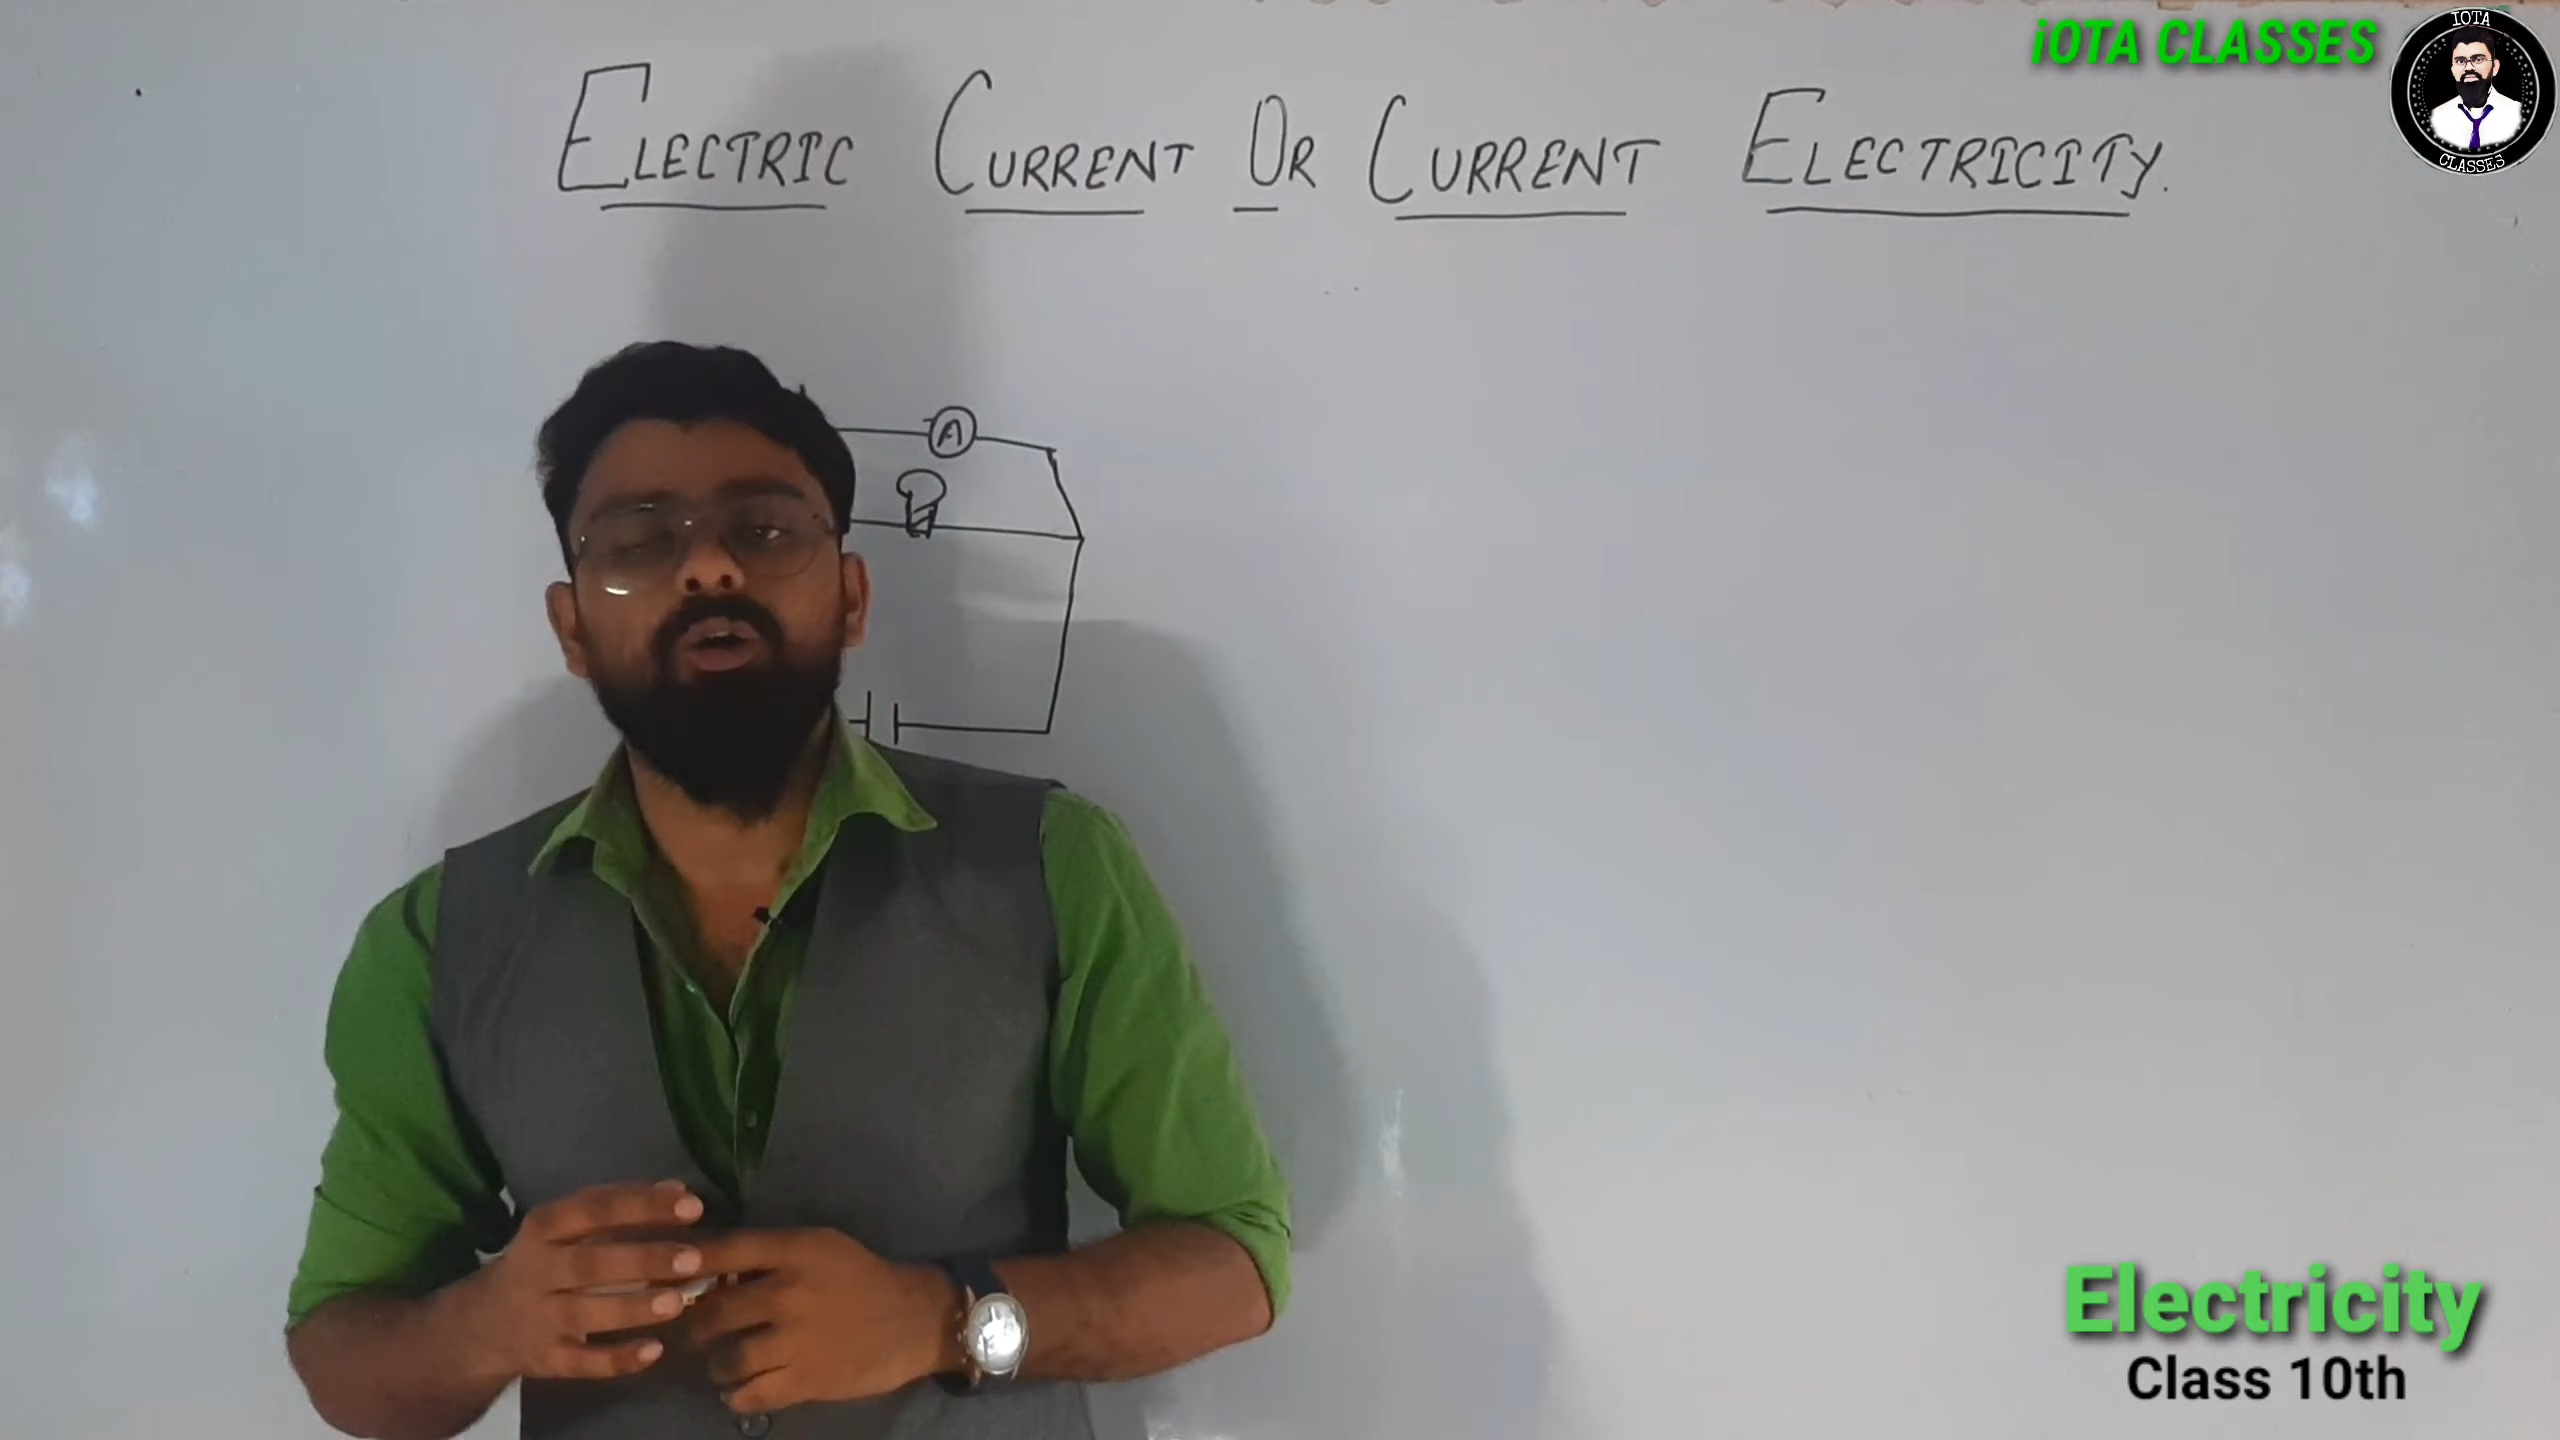 iOTA CLASSES
IOTA
CLASSES
ELECTRIC CURRENT OR CURRENT ELECTRICITY.
A
Electricity
Class 10th